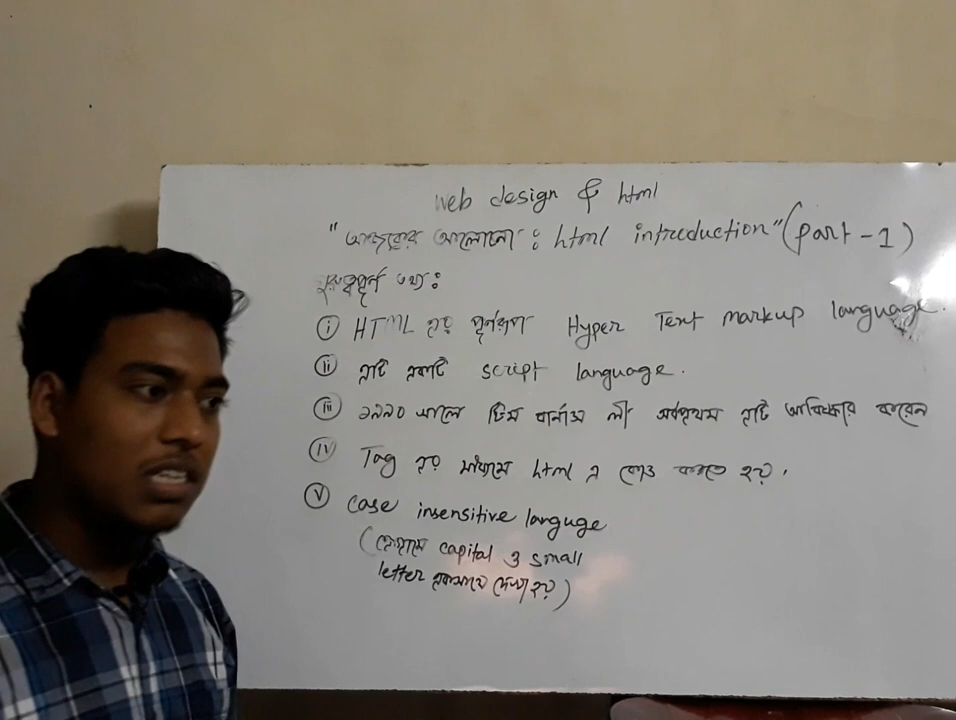 web design & html
"আজকের আলোচনা : html introduction" (part - 1)
গুরুত্বপূর্ন তথ্য :
(i) HTML এর পূর্নরূপ Hyper Text markup language.
(ii) এটি একটি script language.
(iii) ১৯৯০ সালে টিম বার্নাস লী সর্বপ্রথম এটি আবিষ্কার করেন
(iv) Tag এর মাধ্যমে html এ কোড করতে হয়.
(v) case insensitive languge
(যেখানে capital ও small
letter একসাথে দেখা হয়)